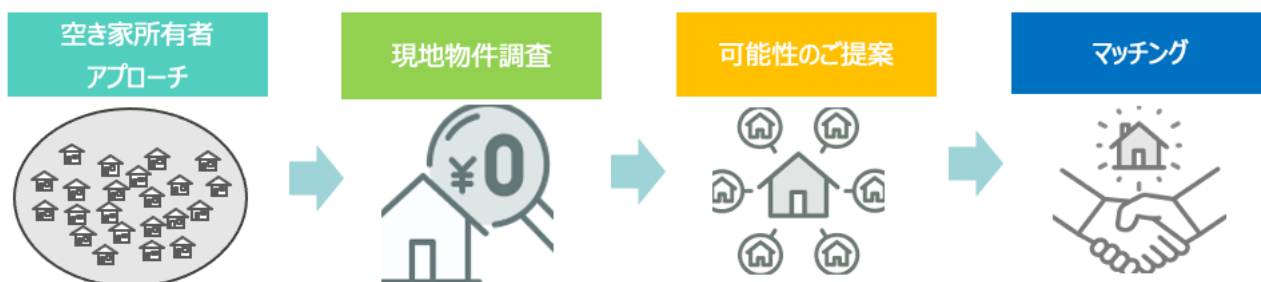 空き家所有者
アプローチ
現地物件調査
可能性のご提案
マッチング
¥0